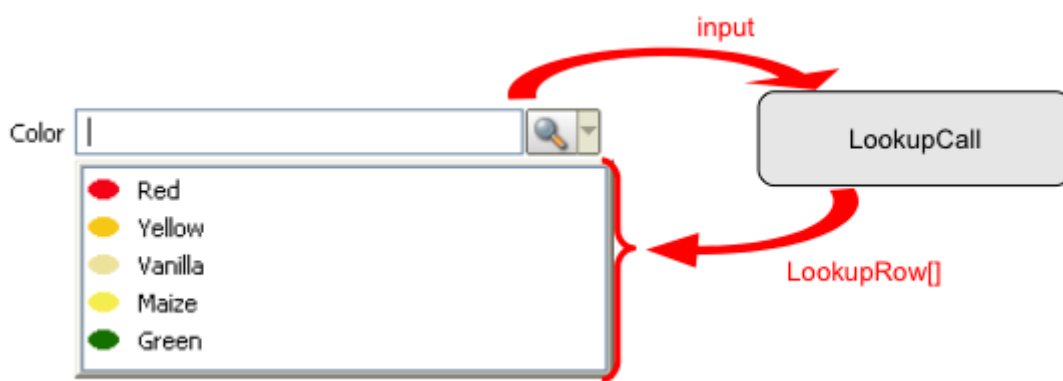 input
Color
LookupCall
Red
Yellow
Vanilla
Maize
Green
LookupRow[]